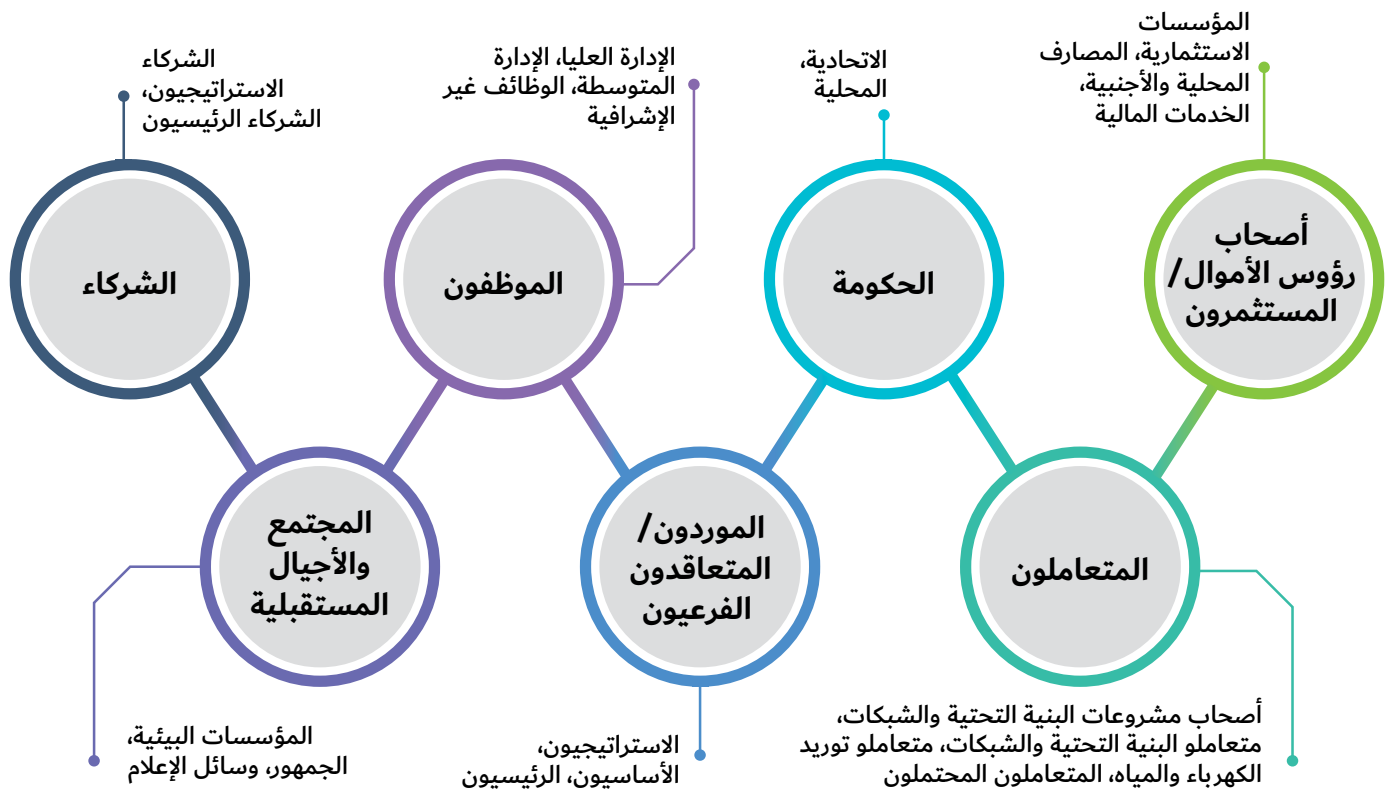 المؤسسات
الاستثمارية، المصارف
المحلية والأجنبية،
الخدمات المالية
أصحاب
رؤوس الأموال/
المستثمرون
المتعاملون
أصحاب مشروعات البنية التحتية والشبكات،
متعاملو البنية التحتية والشبكات، متعاملو توريد
الكهرباء والمياه، المتعاملون المحتملون
الاتحادية،
المحلية
الحكومة
الموردون/
المتعاقدون
الفرعيون
الاستراتيجيون،
الأساسيون، الرئيسيون
الإدارة العليا، الإدارة
المتوسطة، الوظائف غير
الإشرافية
الموظفون
المجتمع
والأجيال
المستقبلية
المؤسسات البيئية،
الجمهور، وسائل الإعلام
الشركاء
الاستراتيجيون،
الشركاء الرئيسيون
الشركاء